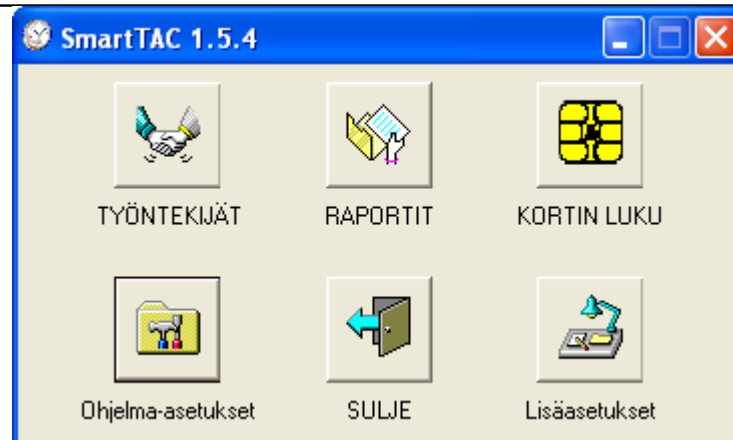 SmartTAC 1.5.4
TYÖNTEKIJÄT RAPORTIT KORTIN LUKU
Ohjelma-asetukset SULJE Lisäasetukset